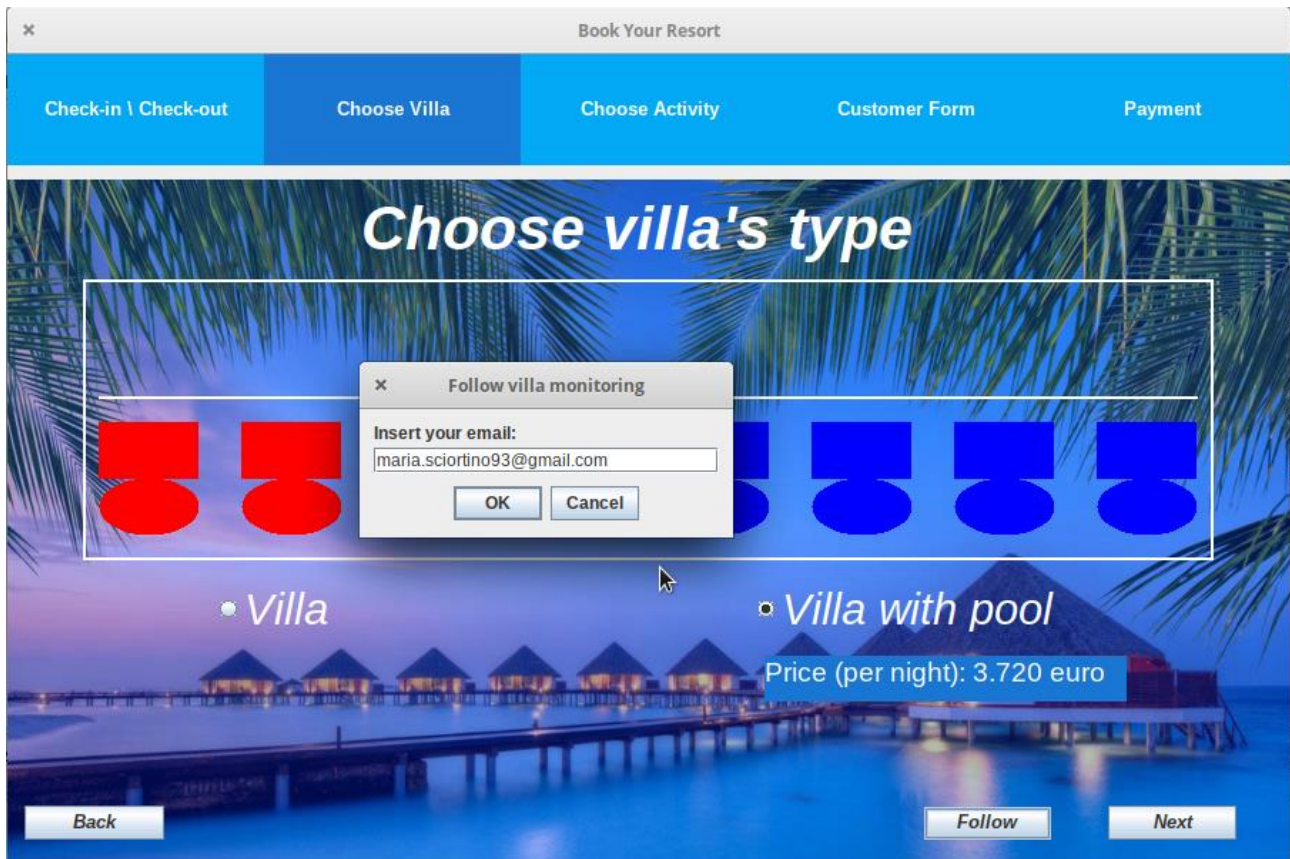 Book Your Resort
Check-in \ Check-out
Choose Villa
Choose Activity
Customer Form
Payment
Choose villa's type
Follow villa monitoring
Insert your email:
maria.sciortino93@gmail.com
OK
Cancel
Villa
Villa with pool
Price (per night): 3.720 euro
Back
Follow
Next